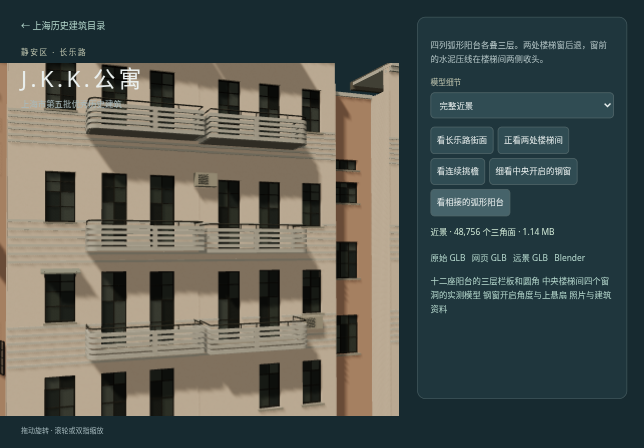 ← 上海历史建筑目录
静安区 · 长乐路
J.K.K.公寓
四列弧形阳台各叠三层。两处楼梯窗后退，窗前
的水泥压线在楼梯间两侧收头。
模型细节
完整近景
看长乐路街面
正看两处楼梯间
看连续挑檐
细看中央开启的钢窗
看相接的弧形阳台
近景 · 48,756 个三角面 · 1.14 MB
原始 GLB 网页 GLB 远景 GLB Blender
十二座阳台的三层栏板和圆角 中央楼梯间四个窗
洞的实测模型 钢窗开启角度与上悬扇 照片与建筑
资料
拖动旋转 · 滚轮或双指缩放